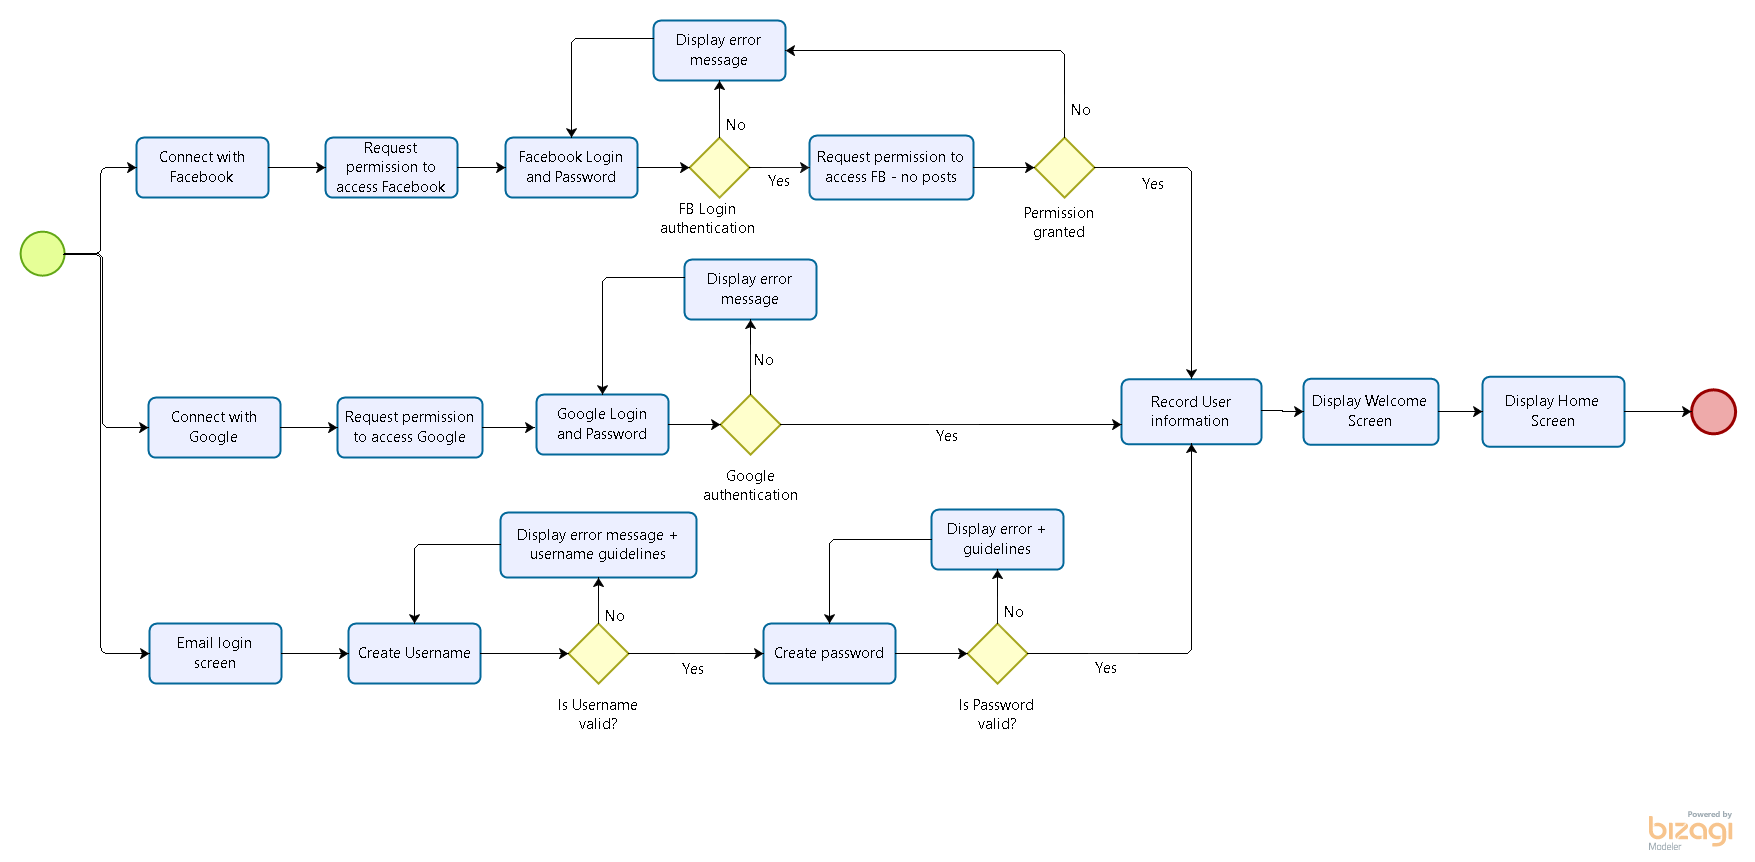 Display error
message
No
No
Connect with
Facebook
Request
permission to
access Facebook
Facebook Login
and Password
Yes
Request permission to
access FB - no posts
Yes
FB Login
authentication
Permission
granted
Display error
message
No
Connect with
Google
Request permission
to access Google
Google Login
and Password
Yes
Google
authentication
Record User
information
Display Welcome
Screen
Display Home
Screen
Display error message +
username guidelines
No
Display error +
guidelines
No
Email login
screen
Create Username
Yes
Create password
Yes
Is Username
valid?
Is Password
valid?
Powered by
bizagi
Modeler